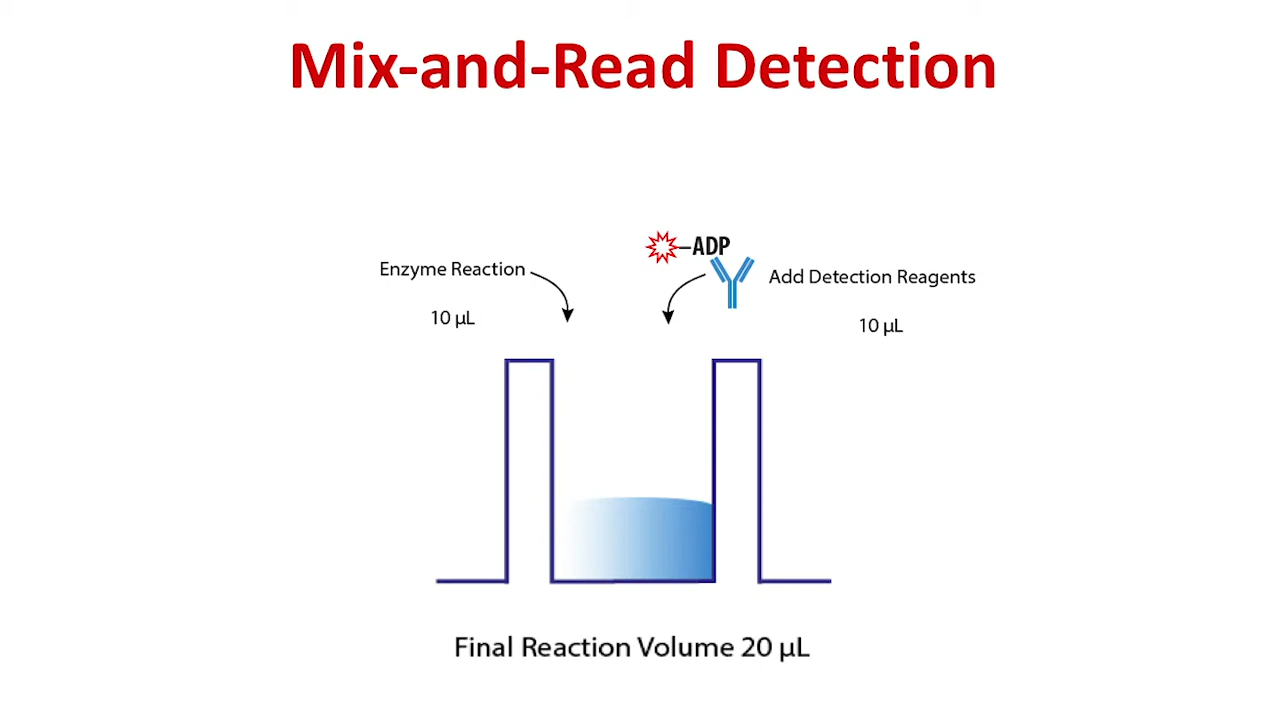 Mix-and-Read Detection
–ADP
Enzyme Reaction
Add Detection Reagents
10 µL
10 µL
Final Reaction Volume 20 µL